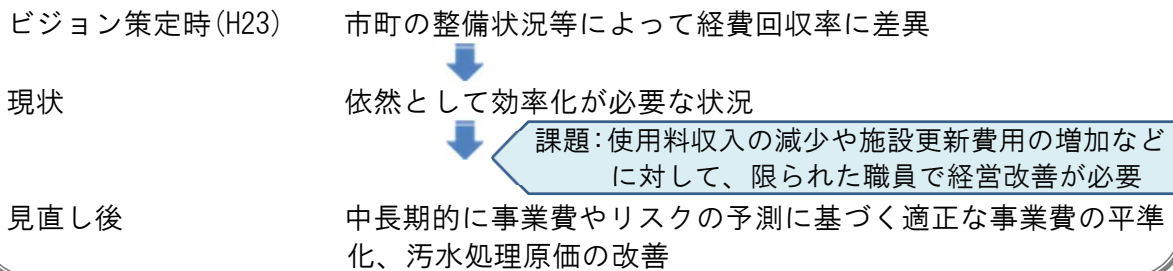 ビジョン策定時(H23)　市町の整備状況等によって経費回収率に差異
現状　依然として効率化が必要な状況
課題：使用料収入の減少や施設更新費用の増加など
に対して、限られた職員で経営改善が必要
見直し後　中長期的に事業費やリスクの予測に基づく適正な事業費の平準
化、汚水処理原価の改善